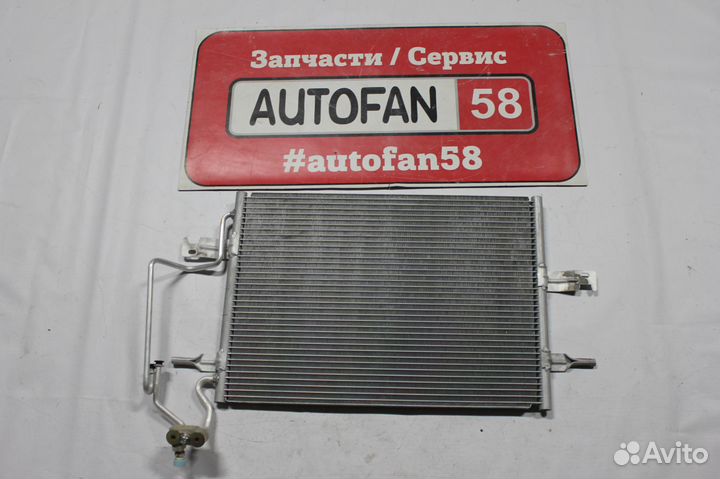 Запчасти / Сервис
AUTOFAN 58
#autofan58
Avito